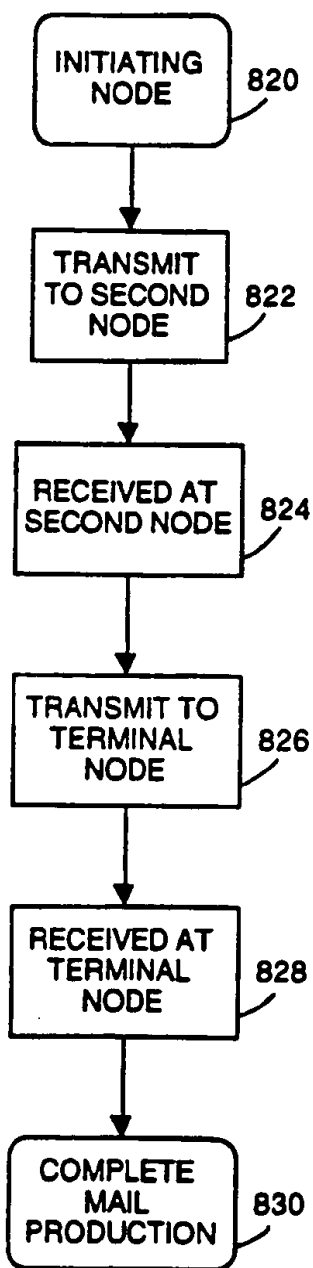 INITIATING
NODE
820
TRANSMIT
TO SECOND
NODE
822
RECEIVED AT
SECOND NODE
824
TRANSMIT TO
TERMINAL
NODE
826
RECEIVED AT
TERMINAL
NODE
828
COMPLETE
MAIL
PRODUCTION
830